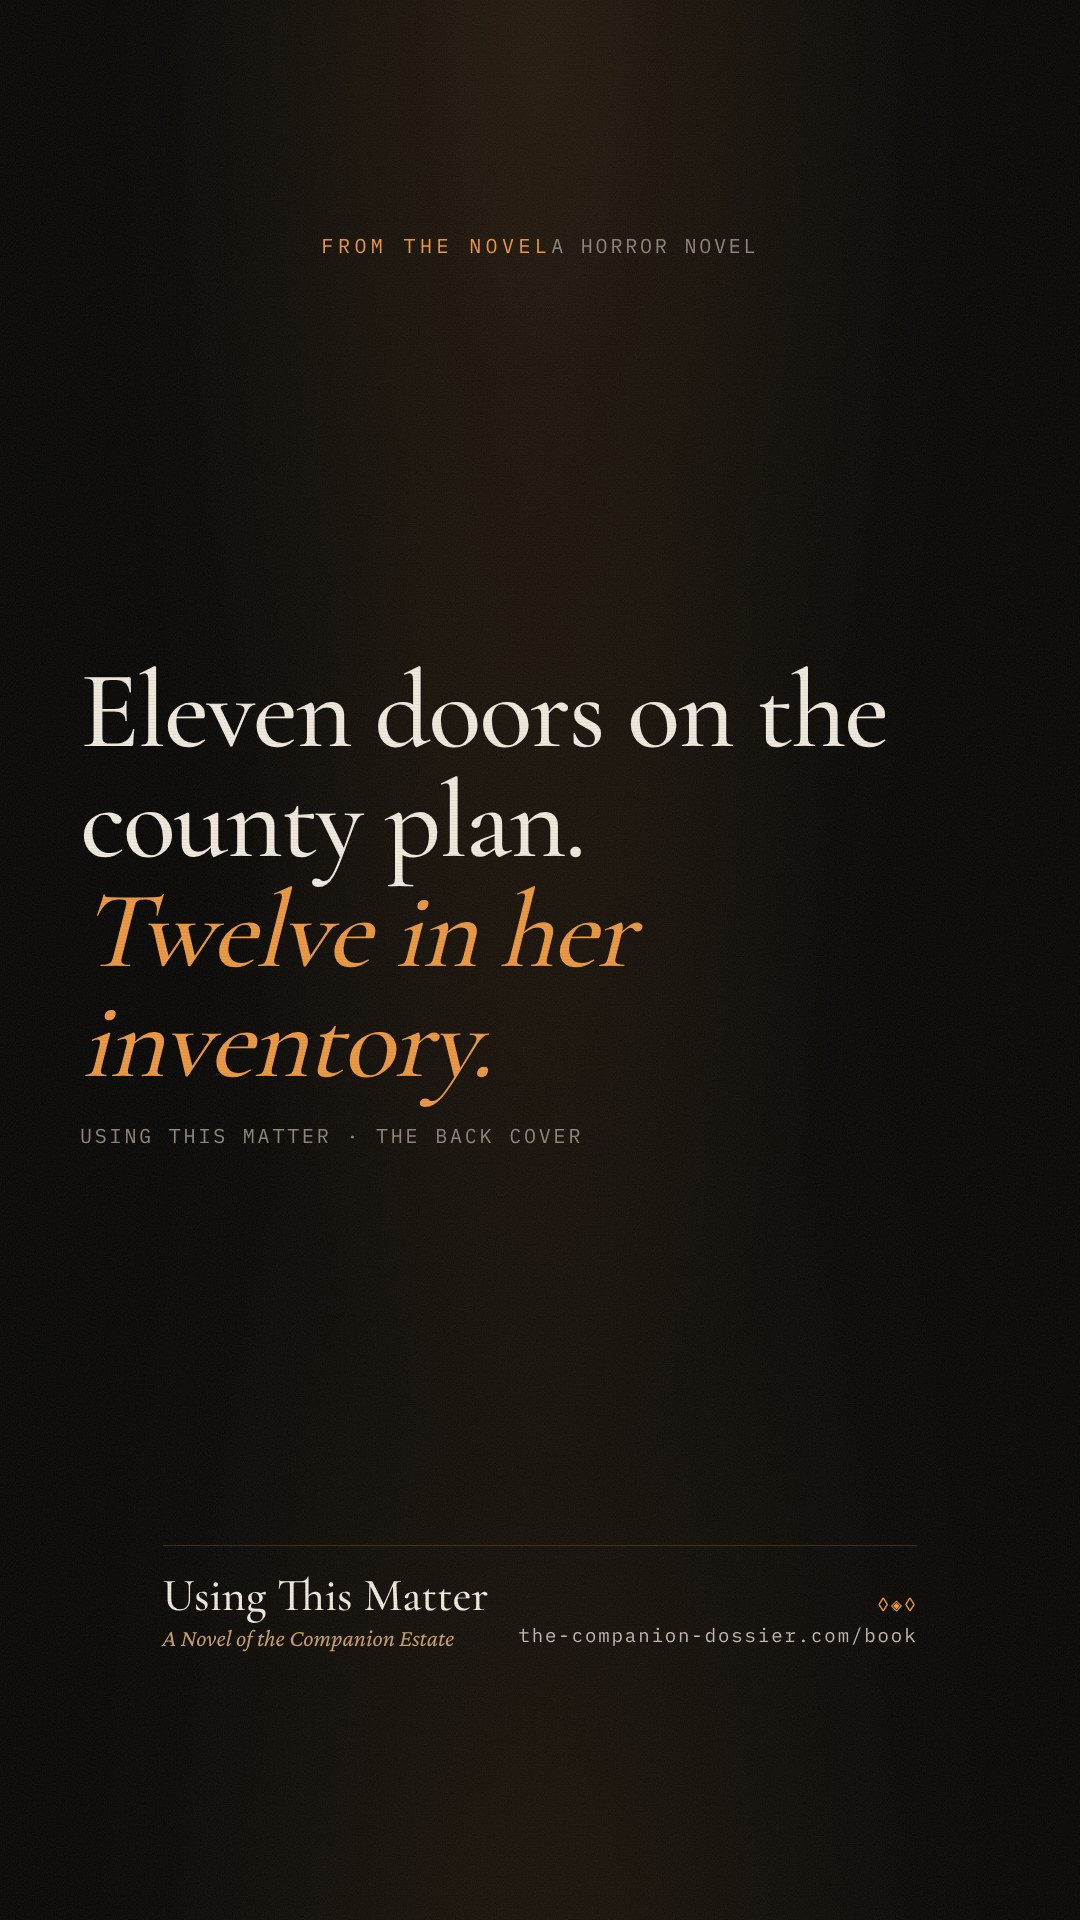 FROM THE NOVELA HORROR NOVEL
Eleven doors on the
county plan.
Twelve in her
inventory.
USING THIS MATTER · THE BACK COVER
Using This Matter
A Novel of the Companion Estate
◊◈◊
the-companion-dossier.com/book